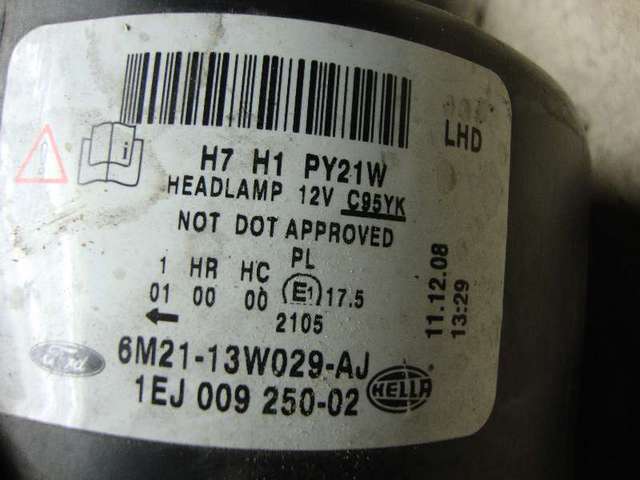 LHD
H7 H1 PY21W
HEADLAMP 12V C95YK
NOT DOT APPROVED
1 HR HC PL
01 00 00 E1 17.5
2105
11.12.08
13:29
Ford
6M21-13W029-AJ
HELLA
1EJ 009 250-02